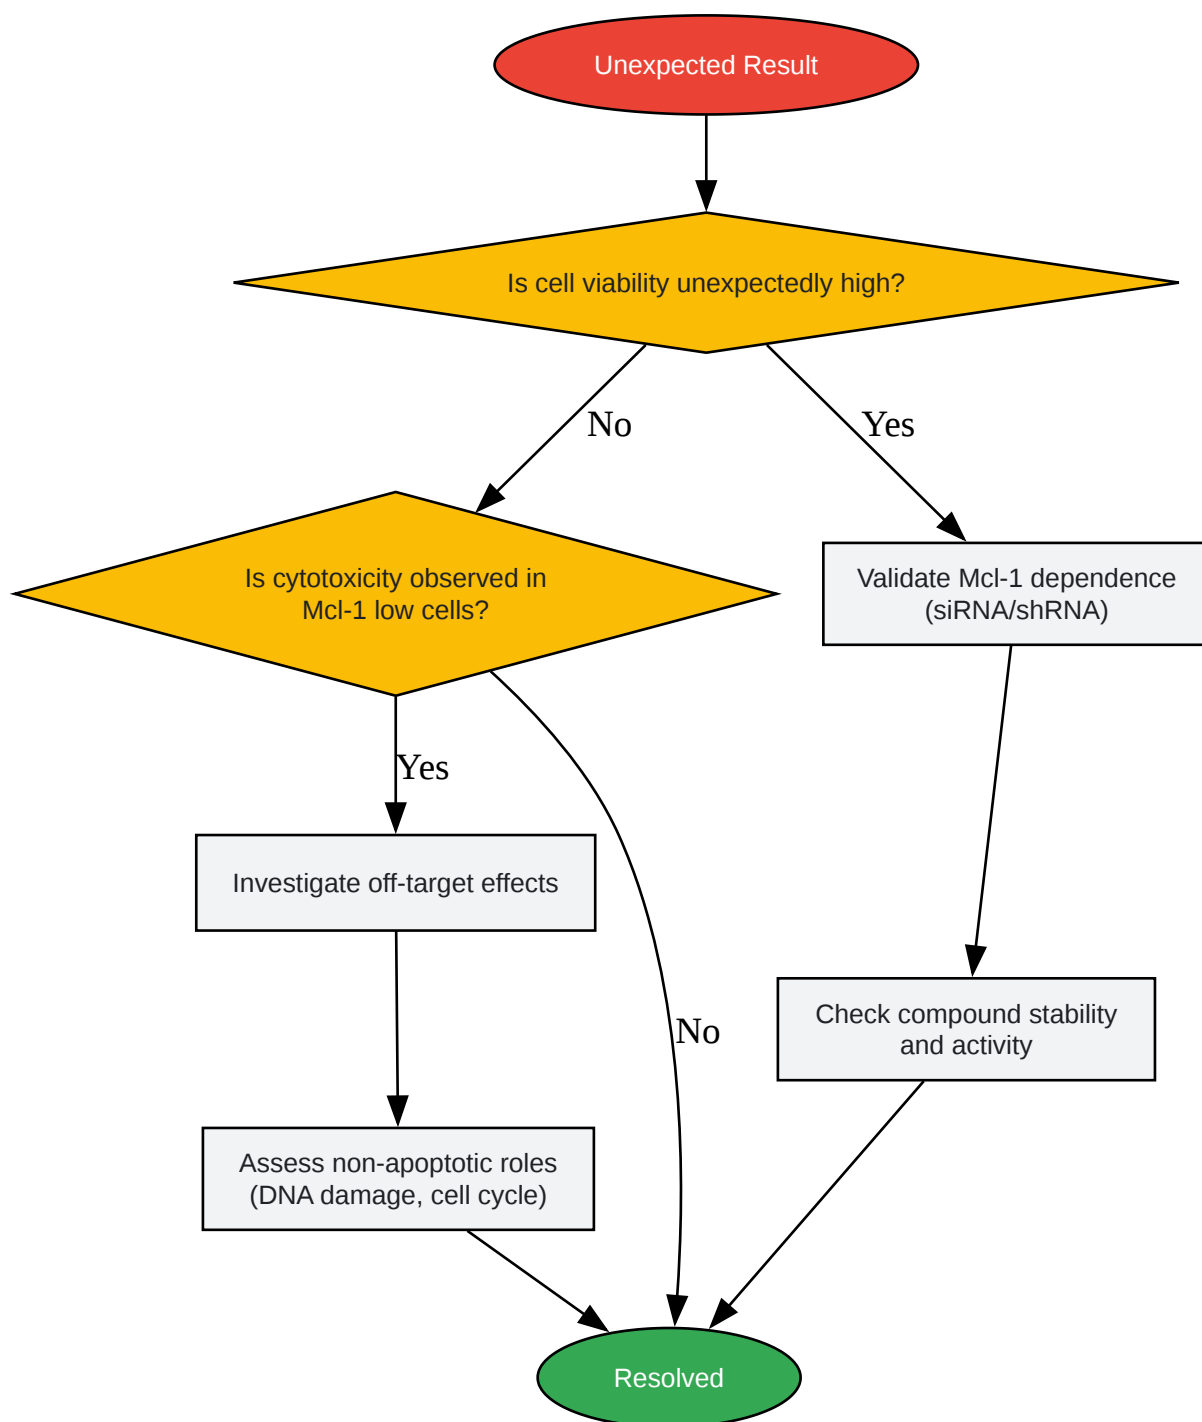 Unexpected Result
Is cell viability unexpectedly high?
No
Yes
Is cytotoxicity observed in
Mcl-1 low cells?
Validate Mcl-1 dependence
(siRNA/shRNA)
Yes
Investigate off-target effects
No
Check compound stability
and activity
Assess non-apoptotic roles
(DNA damage, cell cycle)
Resolved